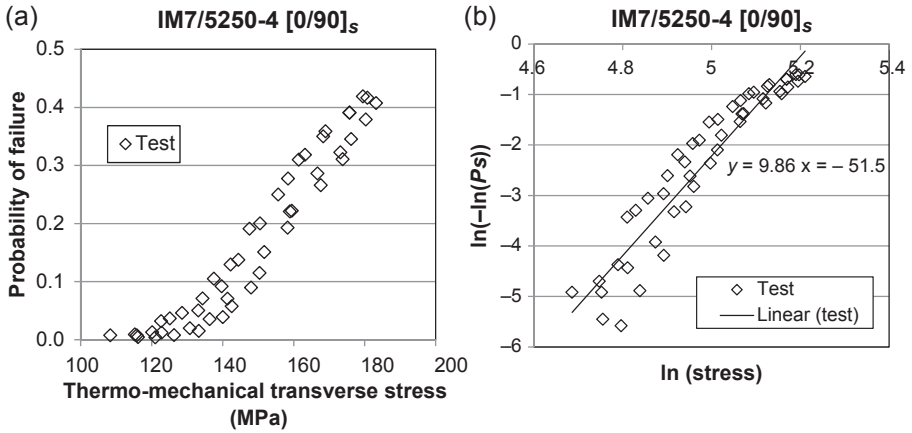 (a)
IM7/5250-4 [0/90]s
Probability of failure
0.5
0.4
0.3
0.2
0.1
0.0
Test
100 120 140 160 180 200
Thermo-mechanical transverse stress
(MPa)
(b)
IM7/5250-4 [0/90]s
ln(–ln(Ps))
4.6 4.8 5 5.2 5.4
0
–1
–2
–3
–4
–5
–6
y = 9.86 x = – 51.5
Test
Linear (test)
ln (stress)